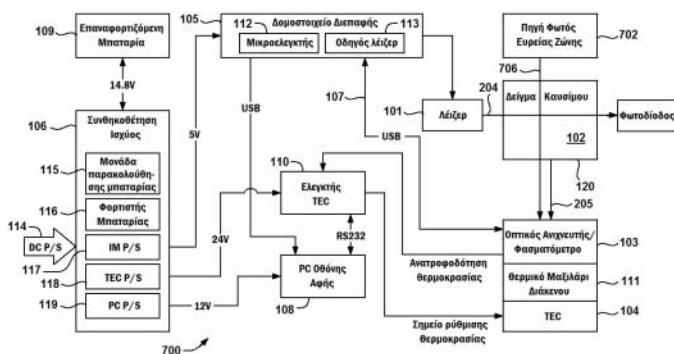 109
Επαναφορτιζόμενη
Μπαταρία
14.8V
106
Συνθηκοθέτηση
Ισχύος
115
Μονάδα
παρακολούθη-
σης μπαταρίας
116
Φορτιστής
Μπαταρίας
114
DC P/S
117
IM P/S
118
TEC P/S
119
PC P/S
5V
24V
12V
700
105
Δομοστοιχείο Διεπαφής
112
113
Μικροελεγκτής
Οδηγός λέιζερ
USB
107
USB
110
Ελεγκτής
TEC
RS232
PC Οθόνης
Αφής
108
101
Λέιζερ
204
Πηγή Φωτός
Ευρείας Ζώνης
702
706
Δείγμα
Καυσίμου
102
Φωτοδίοδος
120
205
Οπτικός Ανιχνευτής/
Φασματόμετρο
103
Ανατροφοδότηση
θερμοκρασίας
Θερμικό Μαξιλάρι
Διάκενου
111
Σημείο ρύθμισης
θερμοκρασίας
TEC
104